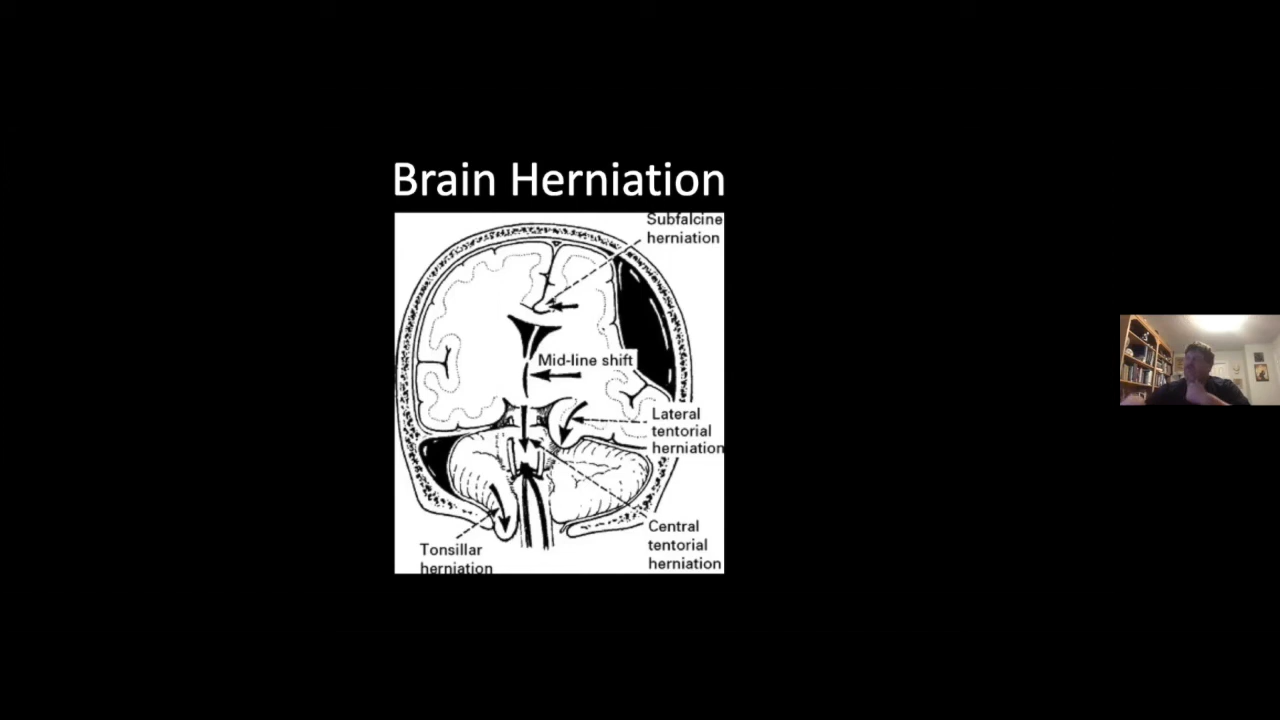 Brain Herniation
Subfalcine
herniation
Mid-line shift
Lateral
tentorial
herniation
Central
tentorial
herniation
Tonsillar
herniation